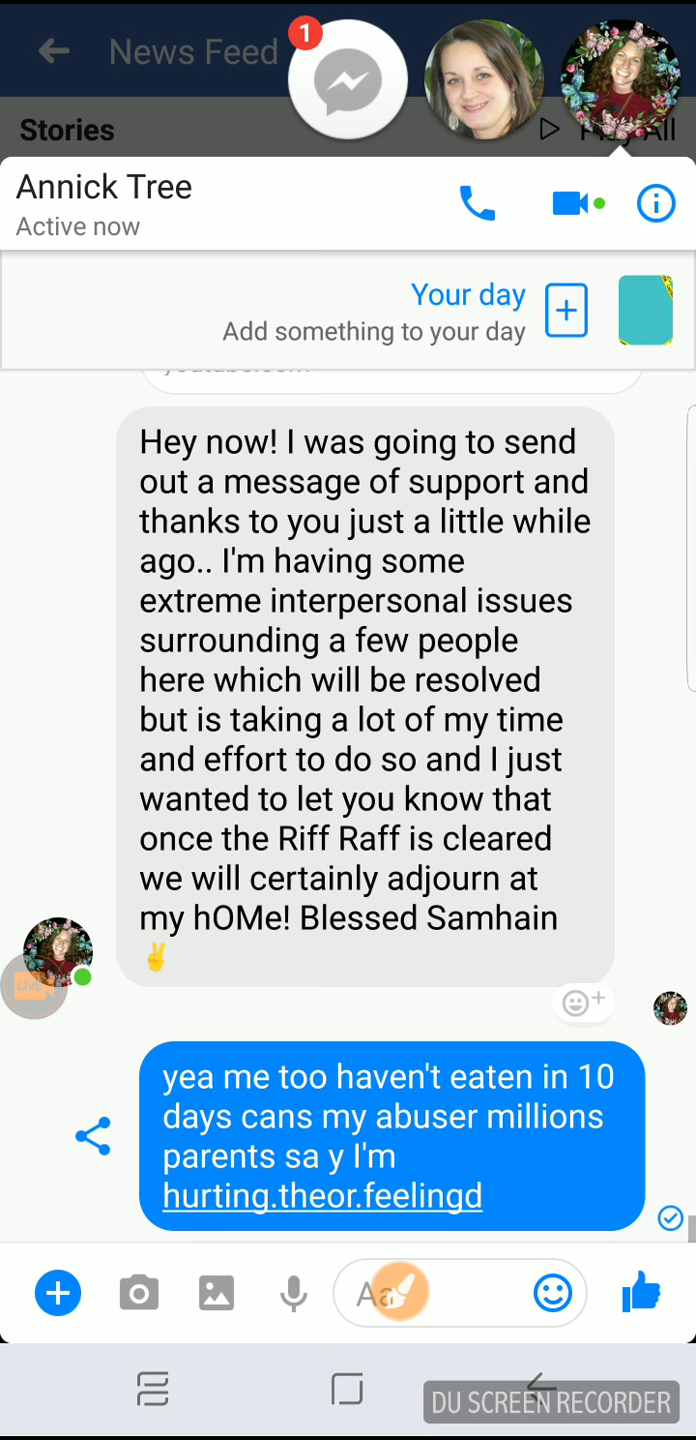 1
News Feed
Stories
Play All
Annick Tree
Active now
Your day
Add something to your day
Hey now! I was going to send
out a message of support and
thanks to you just a little while
ago.. I'm having some
extreme interpersonal issues
surrounding a few people
here which will be resolved
but is taking a lot of my time
and effort to do so and I just
wanted to let you know that
once the Riff Raff is cleared
we will certainly adjourn at
my hOMe! Blessed Samhain
✌
LIVE
yea me too haven't eaten in 10
days cans my abuser millions
parents sa y I'm
hurting.theor.feelingd
Aa
DU SCREEN RECORDER